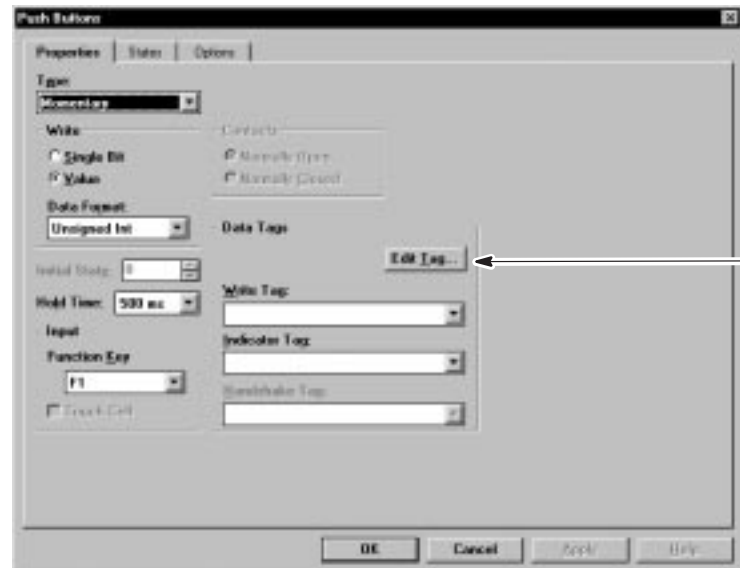 Push Buttons
Properties States Options
Type:
Momentary
Write
Single Bit
Value
Data Format:
Unsigned Int
Initial State: 0
Hold Time: 500 ms
Input
Function Key
F1
Touch Cell
Contacts
Normally Open
Normally Closed
Data Tags
Edit Tag...
Write Tag:
Indicator Tag:
Handshake Tag:
OK Cancel Apply Help